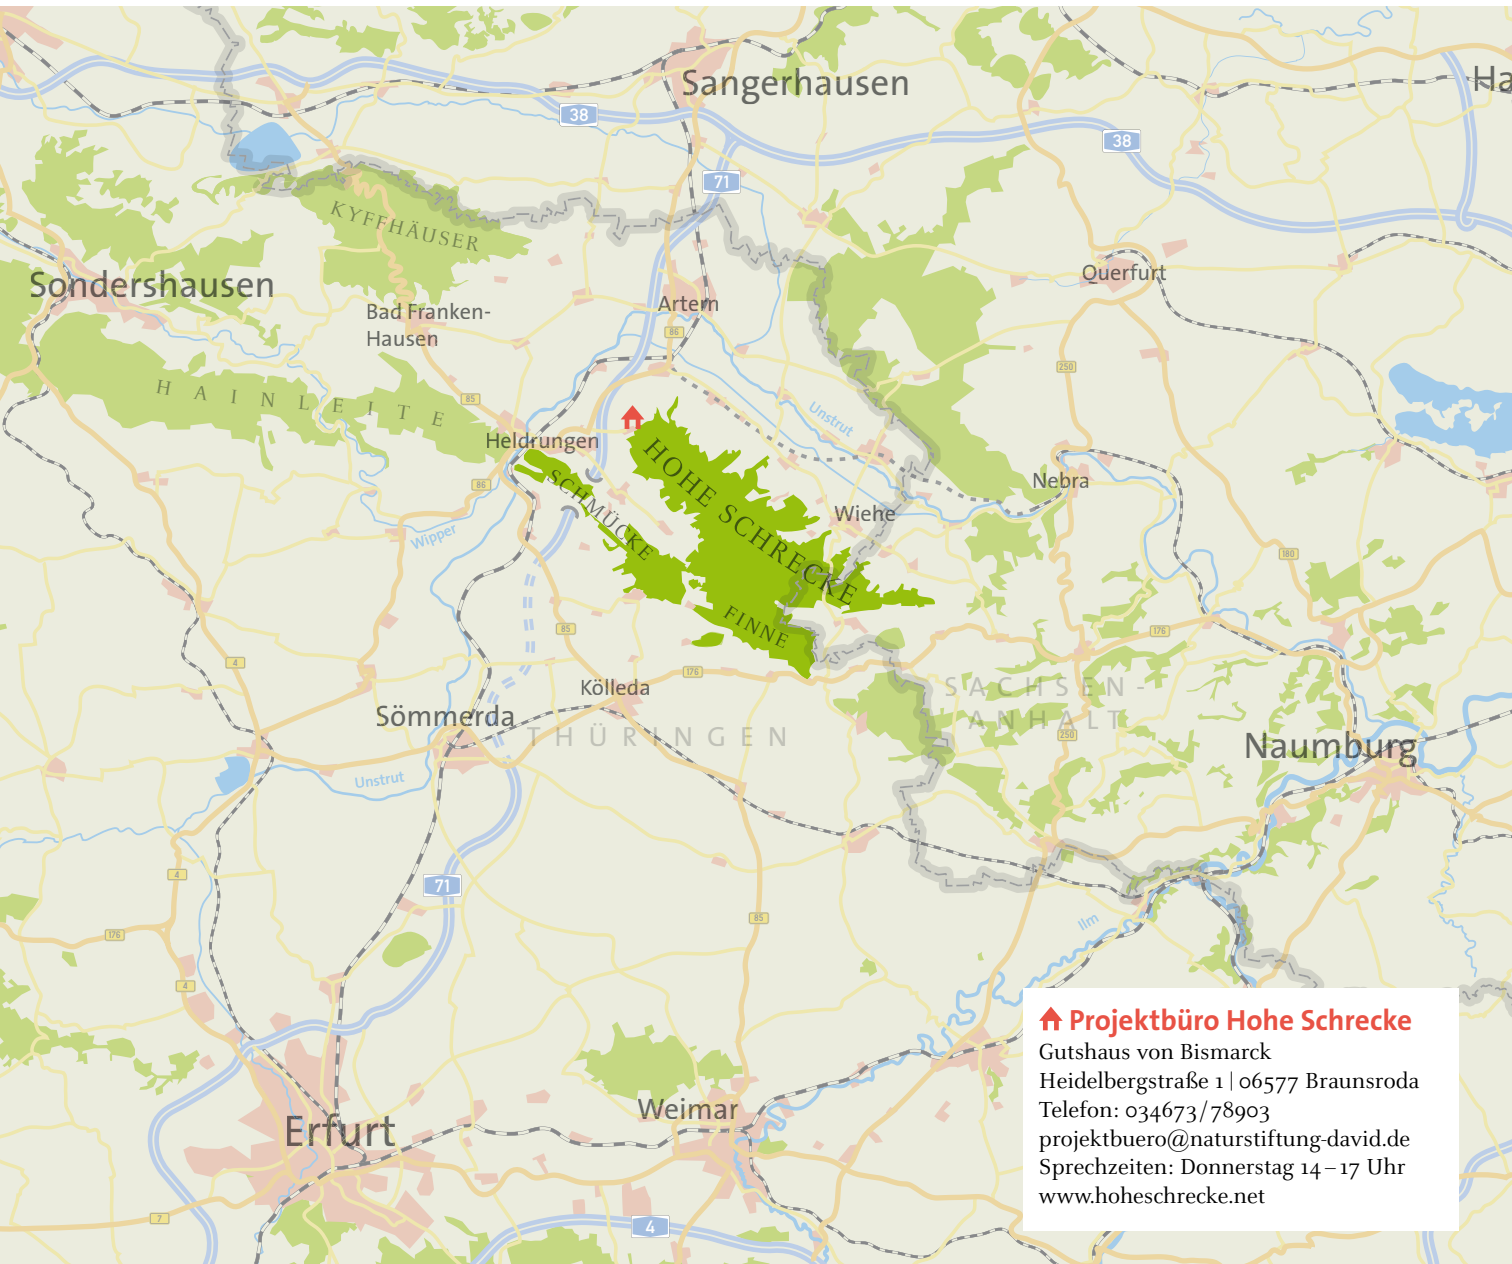 Sangerhausen
Ha
38
38
71
KYFFHÄUSER
Sondershausen
Querfurt
Bad Franken-
Hausen
Artern
86
250
HAINLEITE
85
Unstrut
Heldrungen
HOHE SCHRECKE
SCHMÜCKE
86
Nebra
Wiehe
Wipper
180
FINNE
85
176
4
176
Kölleda
SACHSEN-
ANHALT
Sömmerda
THÜRINGEN
250
Naumburg
Unstrut
4
71
85
Ilm
176
4
Projektbüro Hohe Schrecke
Gutshaus von Bismarck
Heidelbergstraße 1 | 06577 Braunsroda
Telefon: 034673/78903
projektbuero@naturstiftung-david.de
Sprechzeiten: Donnerstag 14–17 Uhr
www.hoheschrecke.net
Weimar
Erfurt
7
4